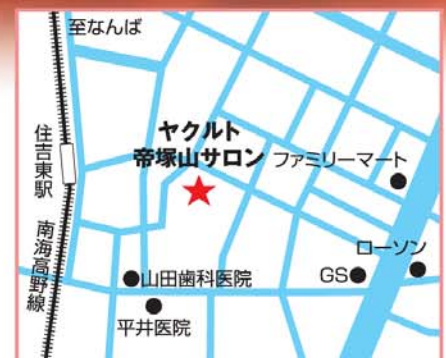 至なんば
住吉東駅
南海高野線
ヤクルト
帝塚山サロン
ファミリーマート
ローソン
GS
山田歯科医院
平井医院